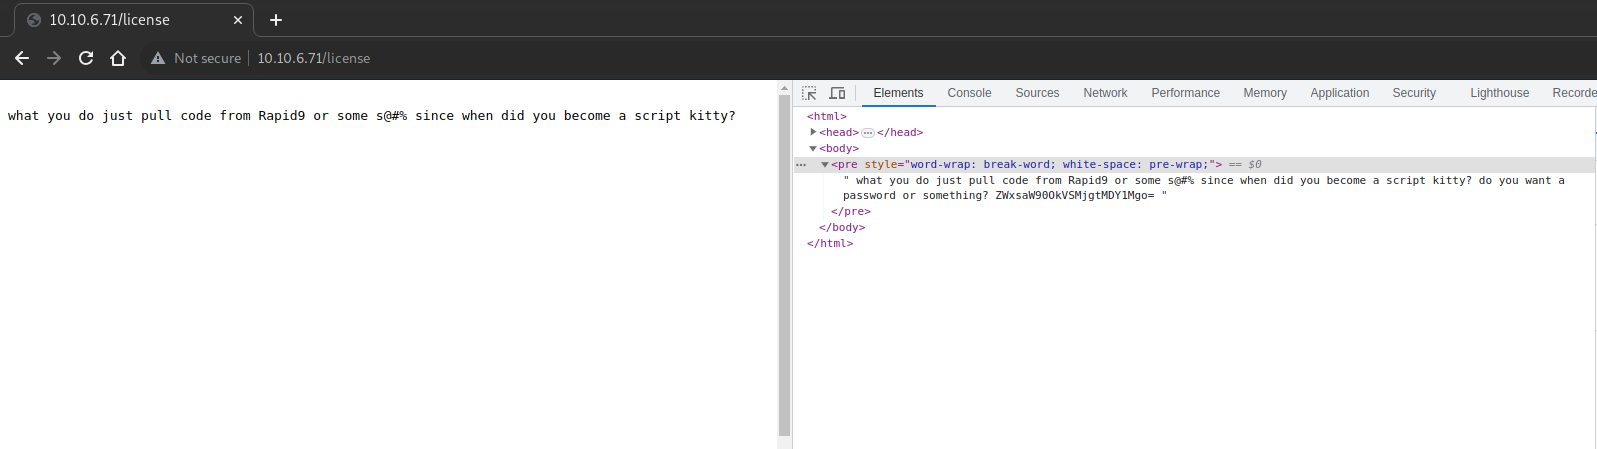 10.10.6.71/license
Not secure 10.10.6.71/license
what you do just pull code from Rapid9 or some s@#% since when did you become a script kitty?
Elements Console Sources Network Performance Memory Application Security Lighthouse Recorde
<html>
<head> ••• </head>
<body>
••• <pre style="word-wrap: break-word; white-space: pre-wrap;"> == $0
" what you do just pull code from Rapid9 or some s@#% since when did you become a script kitty? do you want a
password or something? ZWxsaW90OkVSMjgtMDY1Mgo= "
</pre>
</body>
</html>